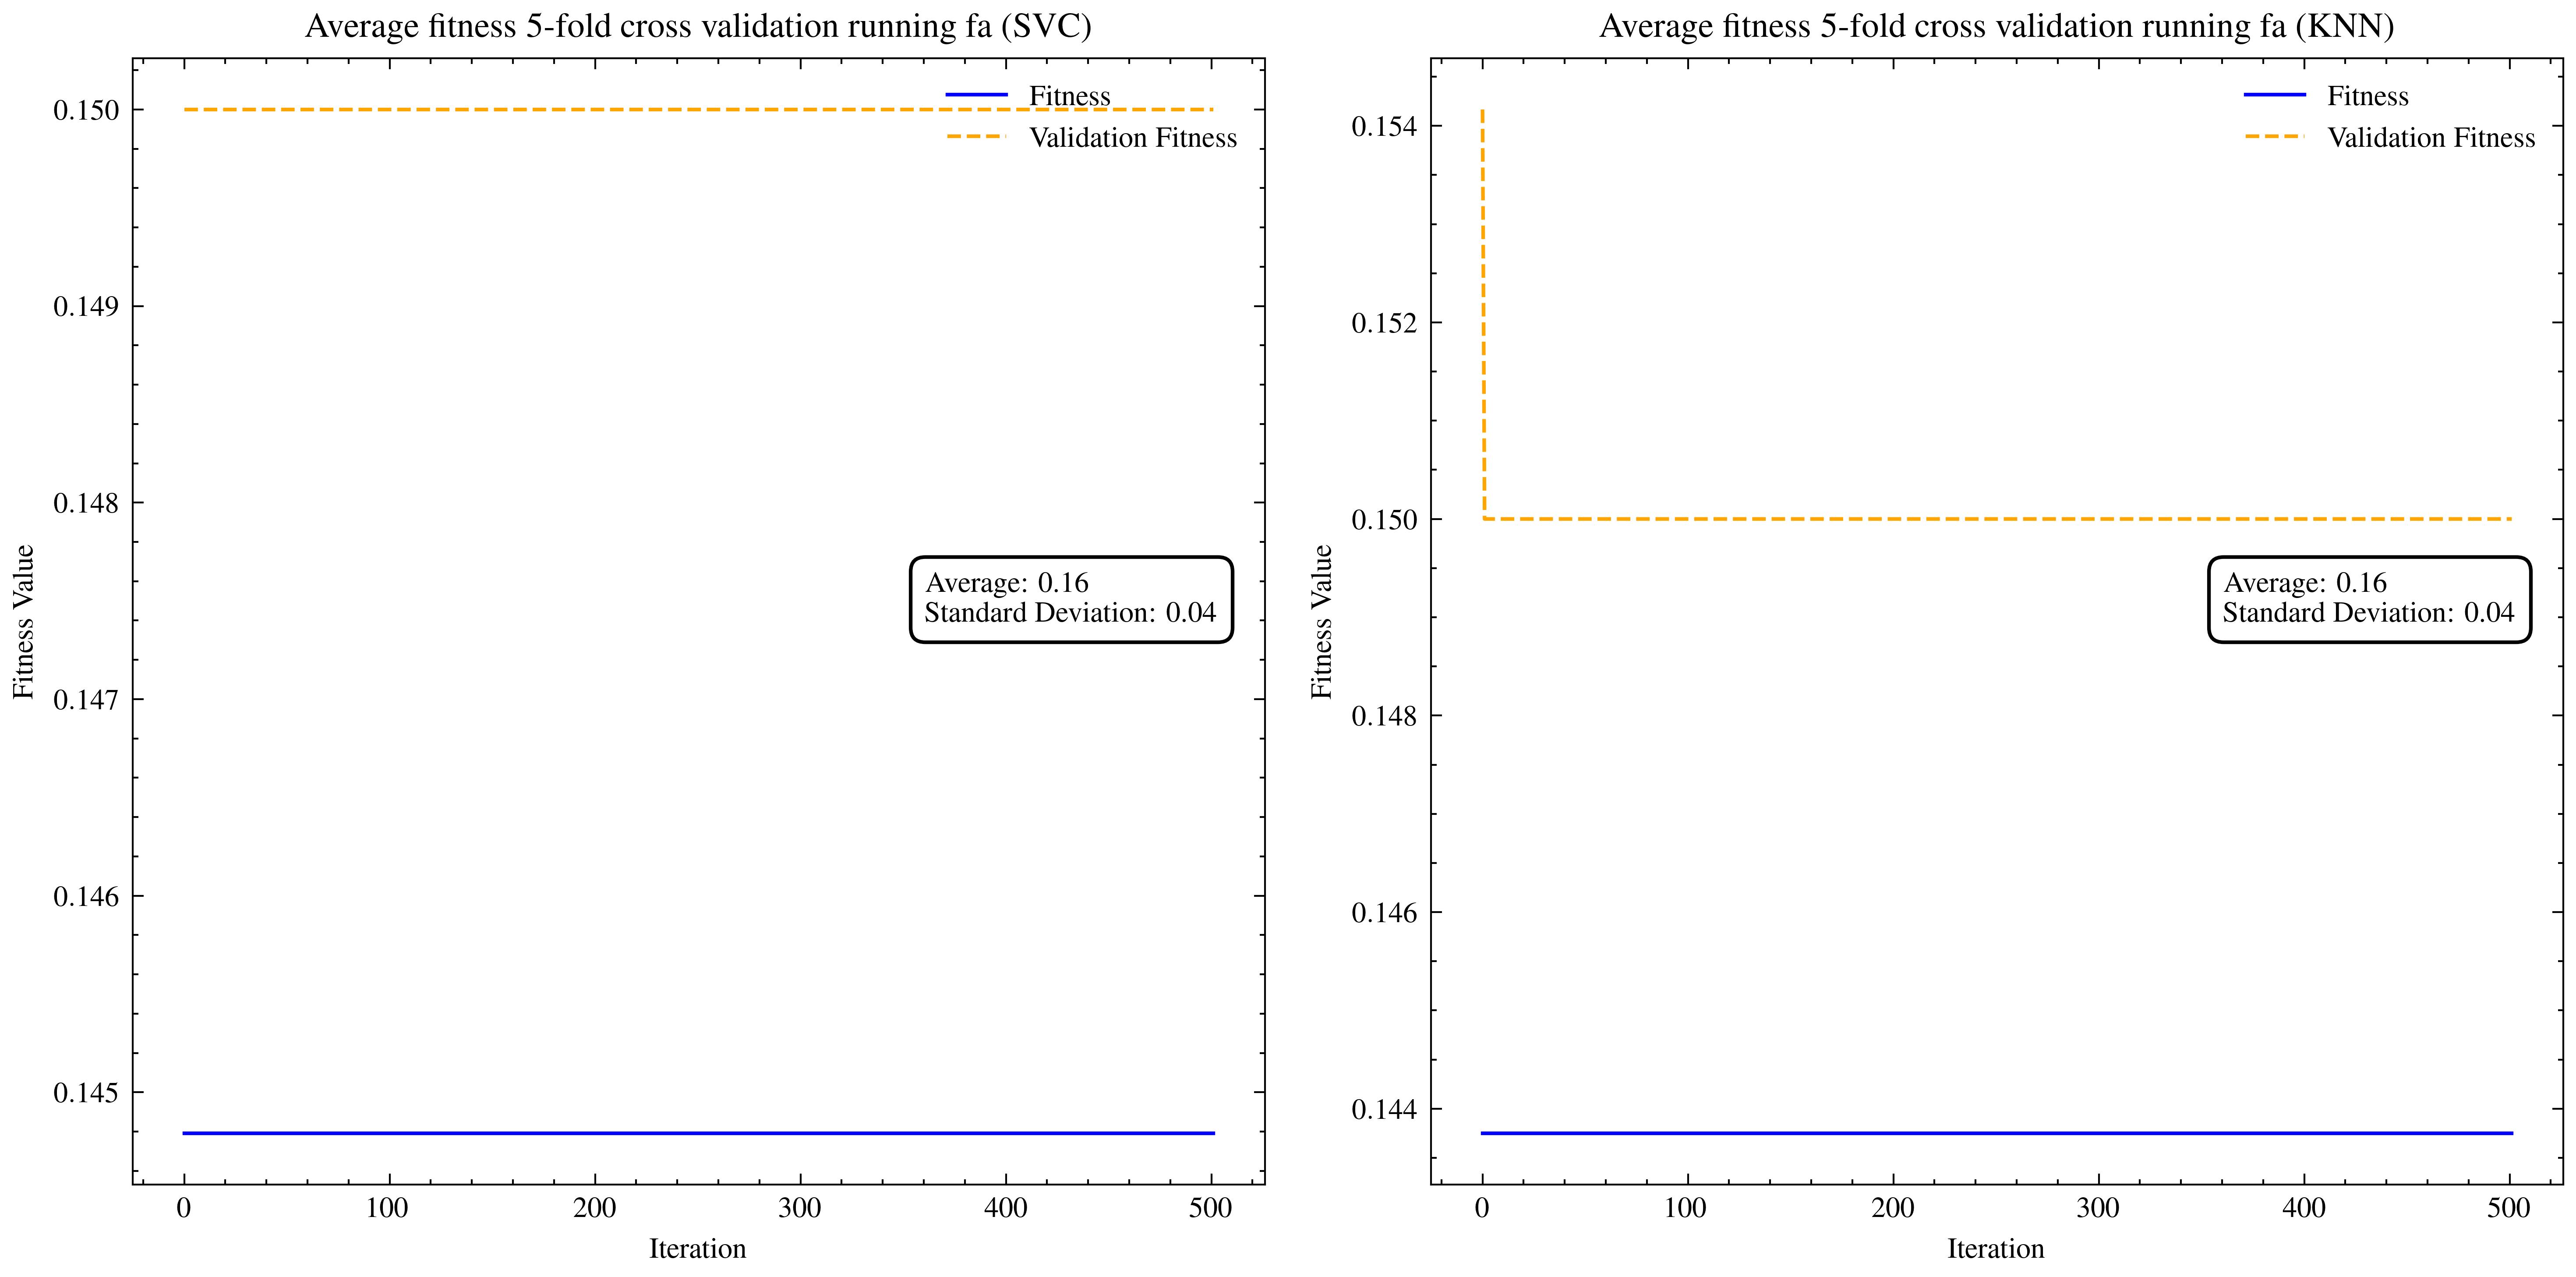 Average fitness 5-fold cross validation running fa (SVC)
Fitness
Validation Fitness
0.150
0.149
0.148
0.147
0.146
0.145
Fitness Value
Average: 0.16
Standard Deviation: 0.04
0
100
200
300
400
500
Iteration
Average fitness 5-fold cross validation running fa (KNN)
Fitness
Validation Fitness
0.154
0.152
0.150
0.148
0.146
0.144
Fitness Value
Average: 0.16
Standard Deviation: 0.04
0
100
200
300
400
500
Iteration